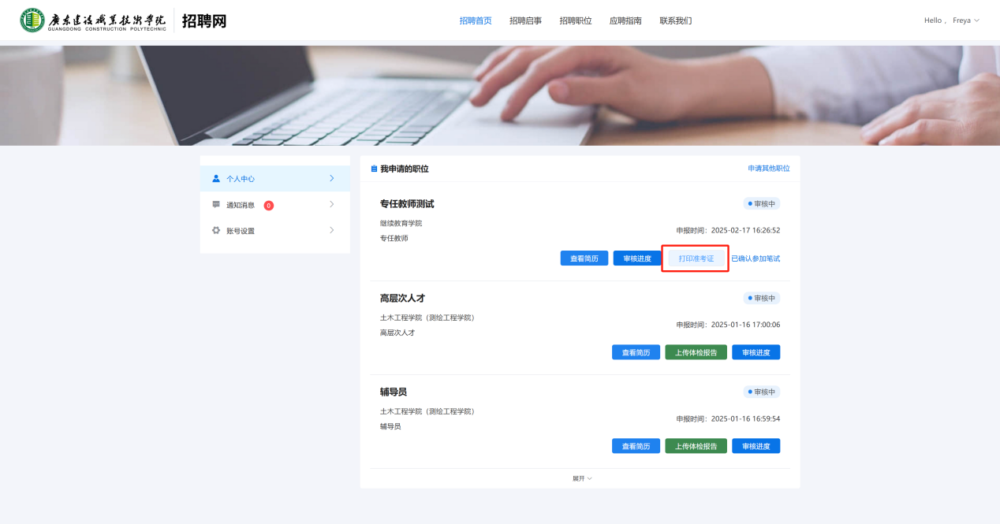 廣东建设職業技術學院
GUANGDONG CONSTRUCTION POLYTECHNIC
招聘网
招聘首页 招聘启事 招聘职位 应聘指南 联系我们
Hello , Freya
个人中心
通知消息 0
账号设置
我申请的职位 申请其他职位
专任教师测试 审核中
继续教育学院
申报时间：2025-02-17 16:26:52
专任教师
查看简历 审核进度 打印准考证 已确认参加笔试
高层次人才 审核中
土木工程学院（测绘工程学院）
申报时间：2025-01-16 17:00:06
高层次人才
查看简历 上传体检报告 审核进度
辅导员 审核中
土木工程学院（测绘工程学院）
申报时间：2025-01-16 16:59:54
辅导员
查看简历 上传体检报告 审核进度
展开